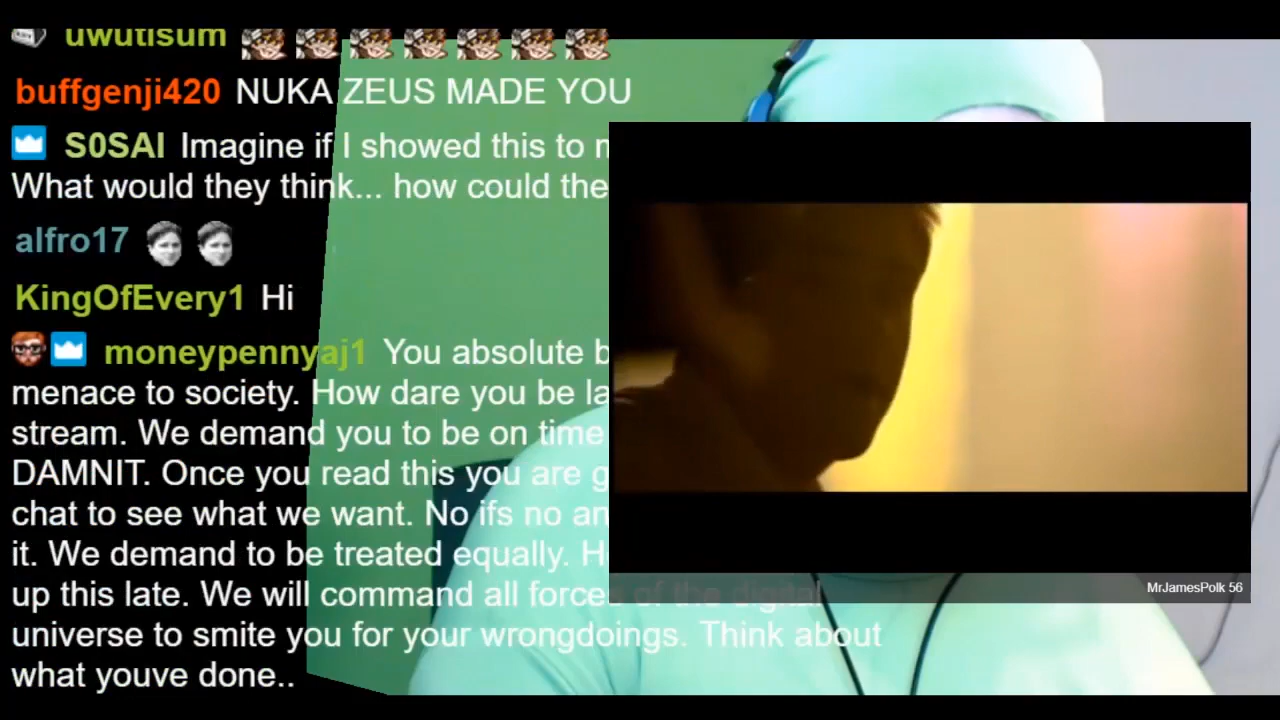 uwutisum
buffgenji420 NUKA ZEUS MADE YOU
S0SAI Imagine if I showed this to
What would they think... how could
alfro17
KingOfEvery1 Hi
moneypennyaj1 You absolute
menace to society. How dare you be
stream. We demand you to be on time
DAMNIT. Once you read this you are
chat to see what we want. No ifs no
it. We demand to be treated equally.
up this late. We will command all forces of the digital
MrJamesPolk 56
universe to smite you for your wrongdoings. Think about
what youve done..